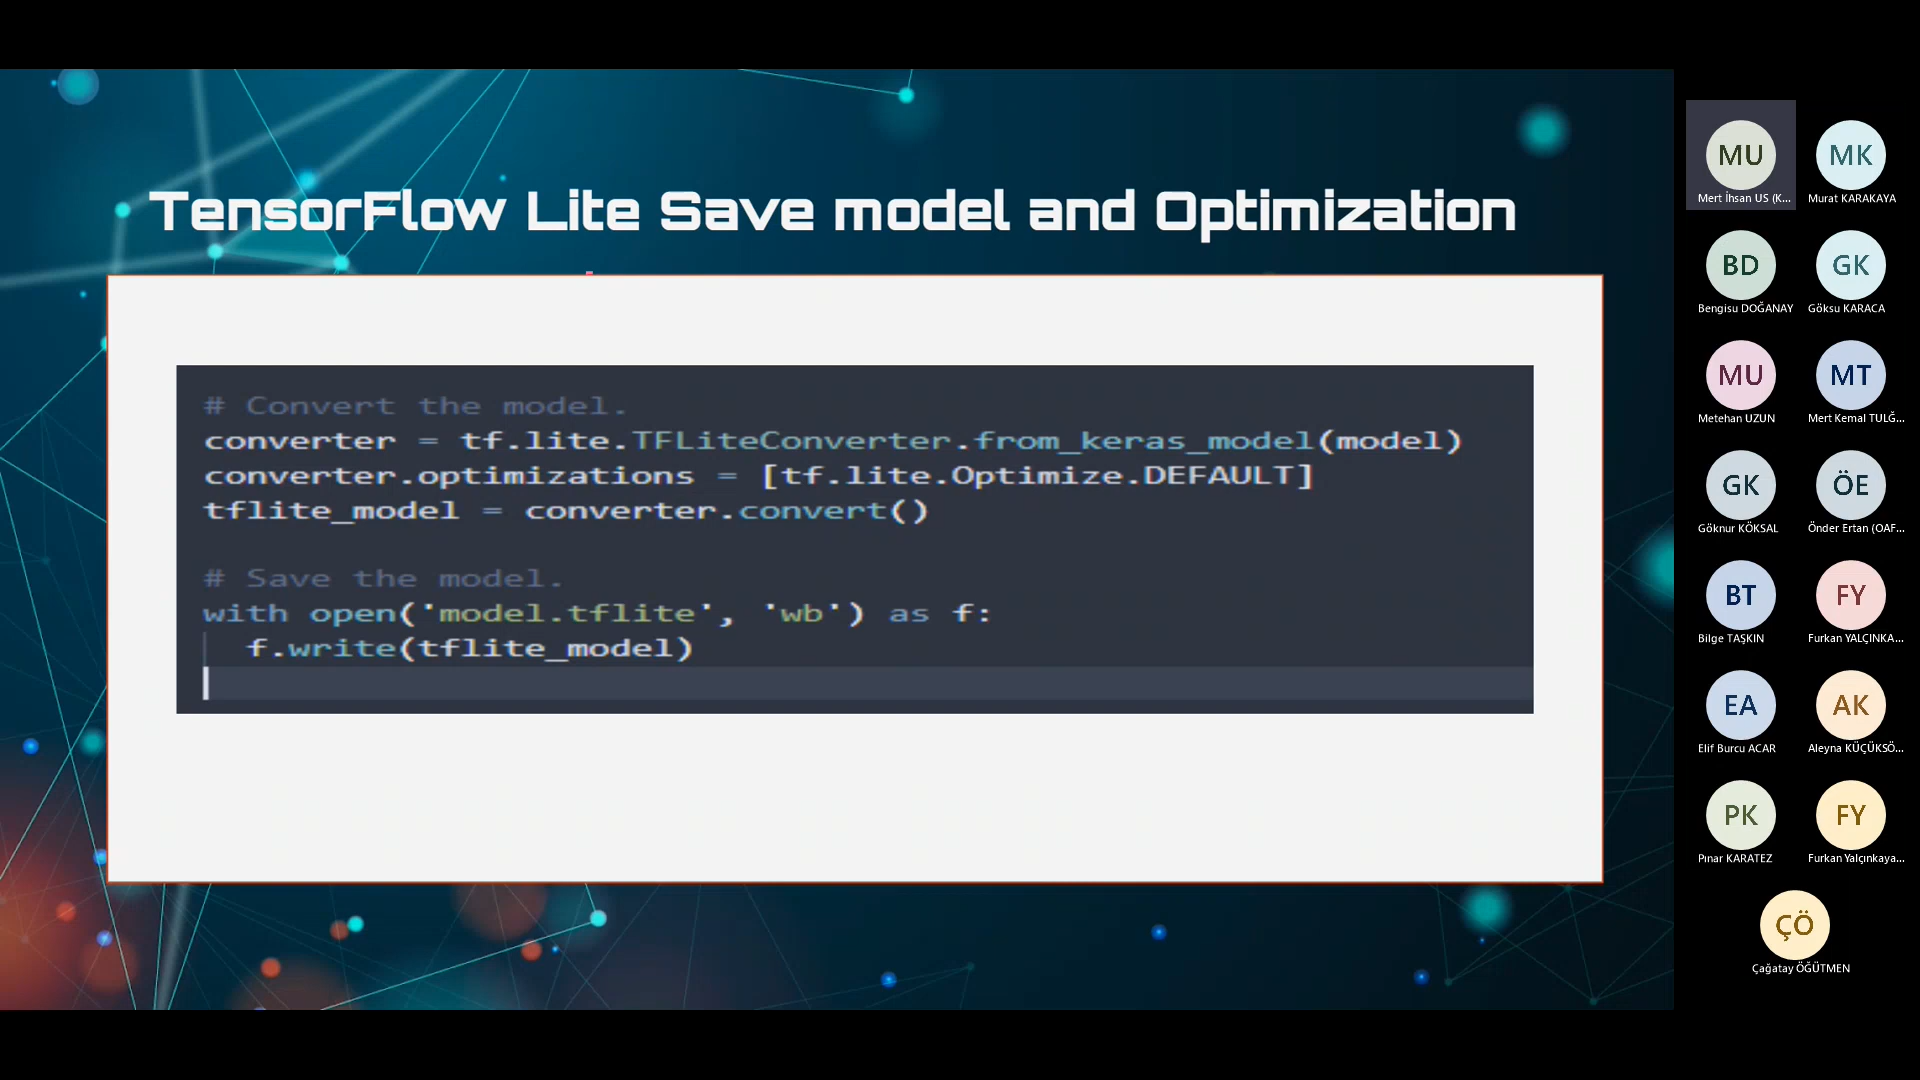 TensorFlow Lite Save model and Optimization
# Convert the model.
converter = tf.lite.TFLiteConverter.from_keras_model(model)
converter.optimizations = [tf.lite.Optimize.DEFAULT]
tflite_model = converter.convert()
# Save the model.
with open('model.tflite', 'wb') as f:
  f.write(tflite_model)
MU MK
Mert İhsan US (K... Murat KARAKAYA
BD GK
Bengisu DOĞANAY Göksu KARACA
MU MT
Metehan UZUN Mert Kemal TULĞ...
GK ÖE
Göknur KÖKSAL Önder Ertan (OAF...
BT FY
Bilge TAŞKIN Furkan YALÇINKA...
EA AK
Elif Burcu ACAR Aleyna KÜÇÜKSÖ...
PK FY
Pınar KARATEZ Furkan Yalçınkaya...
ÇÖ
Çağatay ÖĞÜTMEN